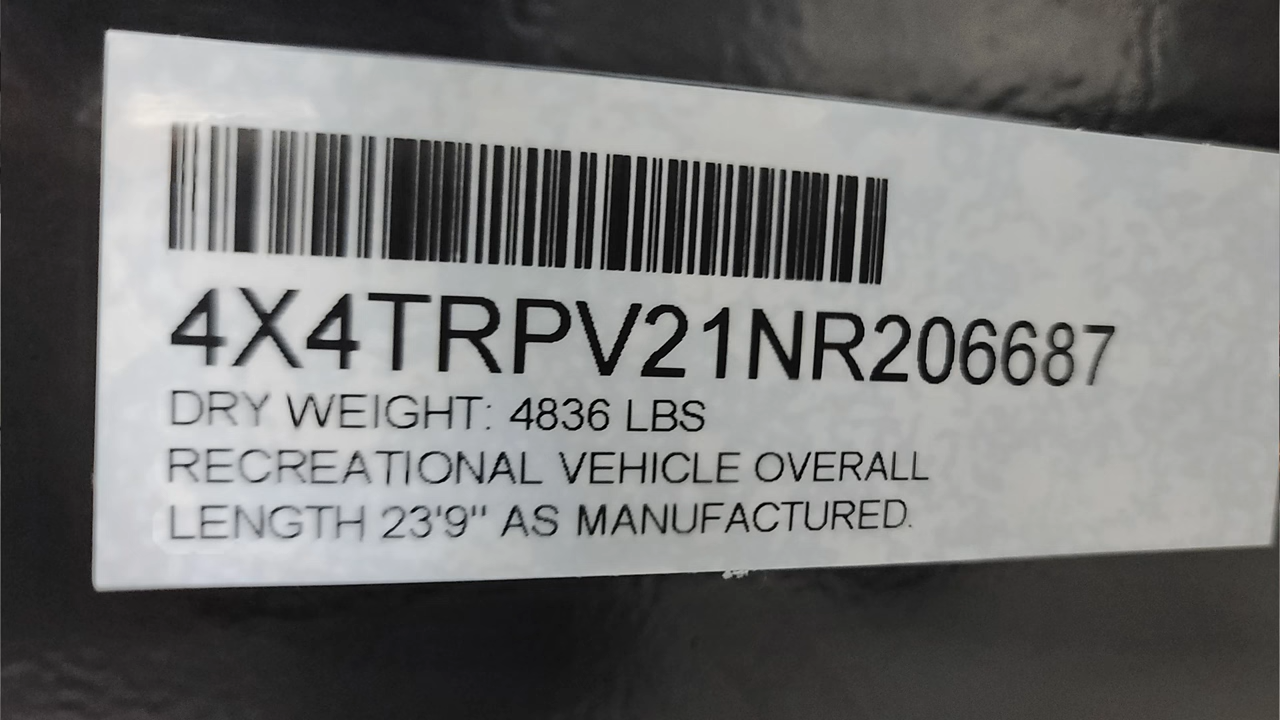 4X4TRPV21NR206687
DRY WEIGHT: 4836 LBS
RECREATIONAL VEHICLE OVERALL
LENGTH 23'9" AS MANUFACTURED.